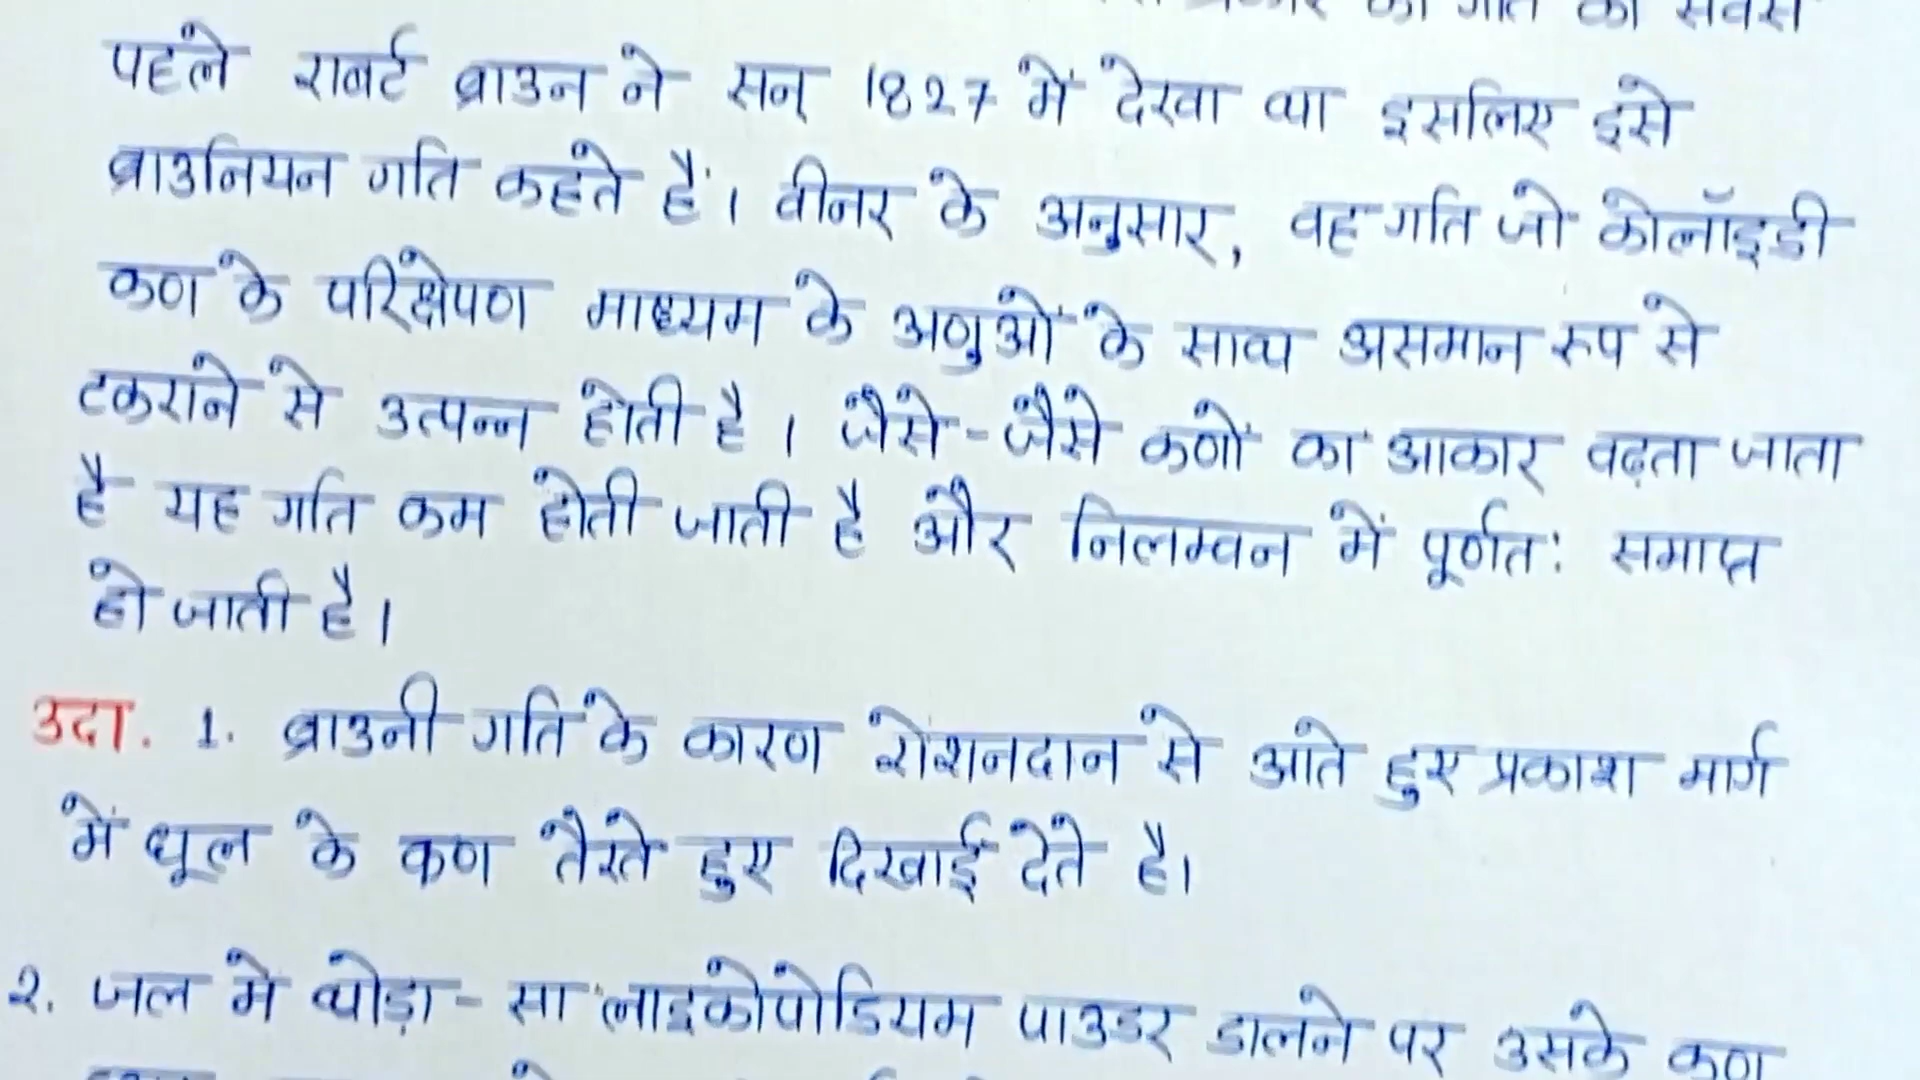 की गति को सबसे
पहले राबर्ट ब्राउन ने सन् 1827 में देखा था इसलिए इसे
ब्राउनियन गति कहते हैं। वीनर के अनुसार, वह गति जो कोलॉइडी
कण के परिक्षेपण माध्यम के अणुओं के साथ असमान रुप से
टकराने से उत्पन्न होती है। जैसे-जैसे कणों का आकार बढ़ता जाता
है यह गति कम होती जाती है और निलम्बन में पूर्णत: समाप्त
हो जाती है।
उदा. 1. ब्राउनी गति के कारण रोशनदान से आते हुए प्रकाश मार्ग
में धूल के कण तैरते हुए दिखाई देते है।
2. जल मे थोड़ा-सा लाइकोपोडियम पाउडर डालने पर उसके कण